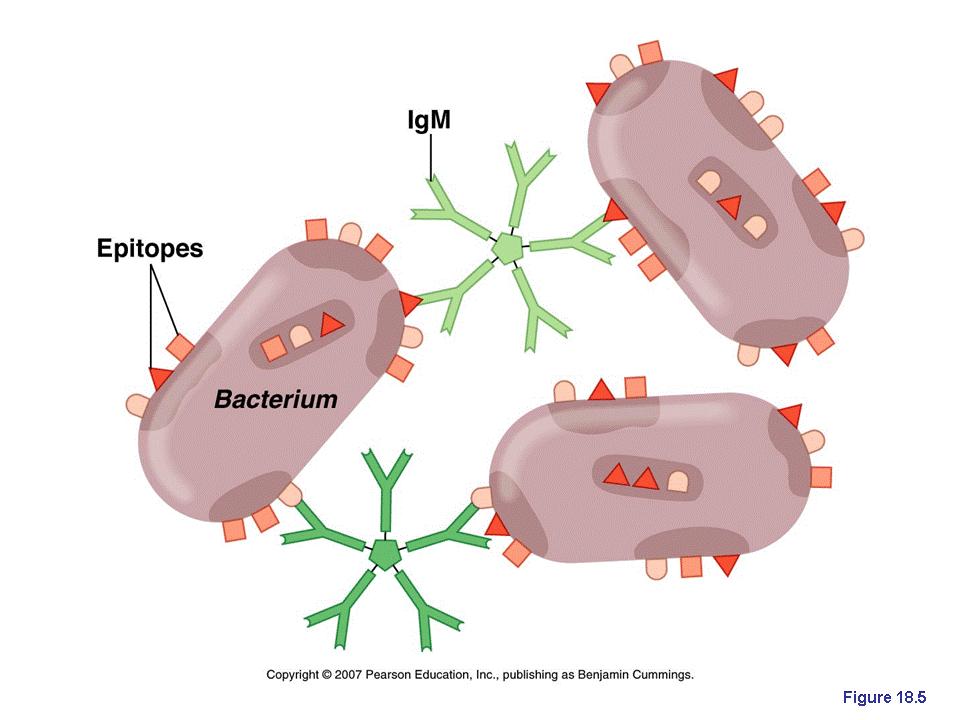 IgM
Epitopes
Bacterium
Copyright © 2007 Pearson Education, Inc., publishing as Benjamin Cummings.
Figure 18.5